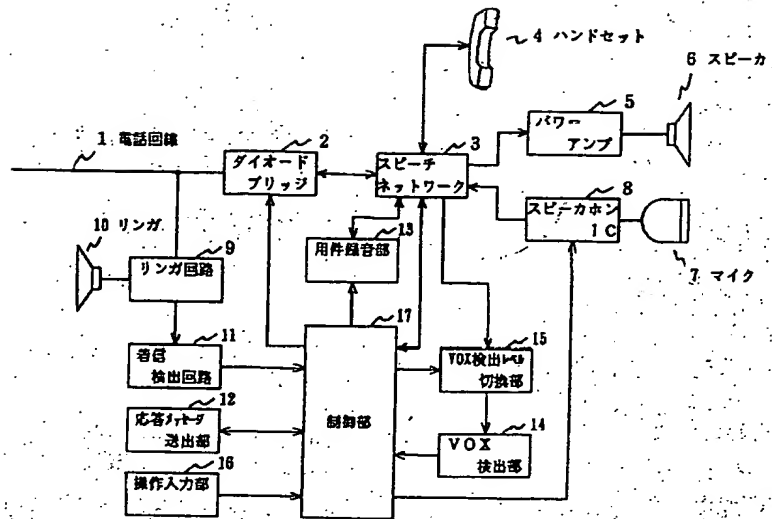 4 ハンドセット
6 スピーカ
5
パワー
アンプ
1 電話回線
2
ダイオード
ブリッジ
3
スピーチ
ネットワーク
8
スピーカホン
IC
7 マイク
10 リンガ
9
リンガ回路
13
用件録音部
11
着信
検出回路
17
制御部
15
VOX検出レベル
切換部
12
応答メッセージ
送出部
14
VOX
検出部
16
操作入力部